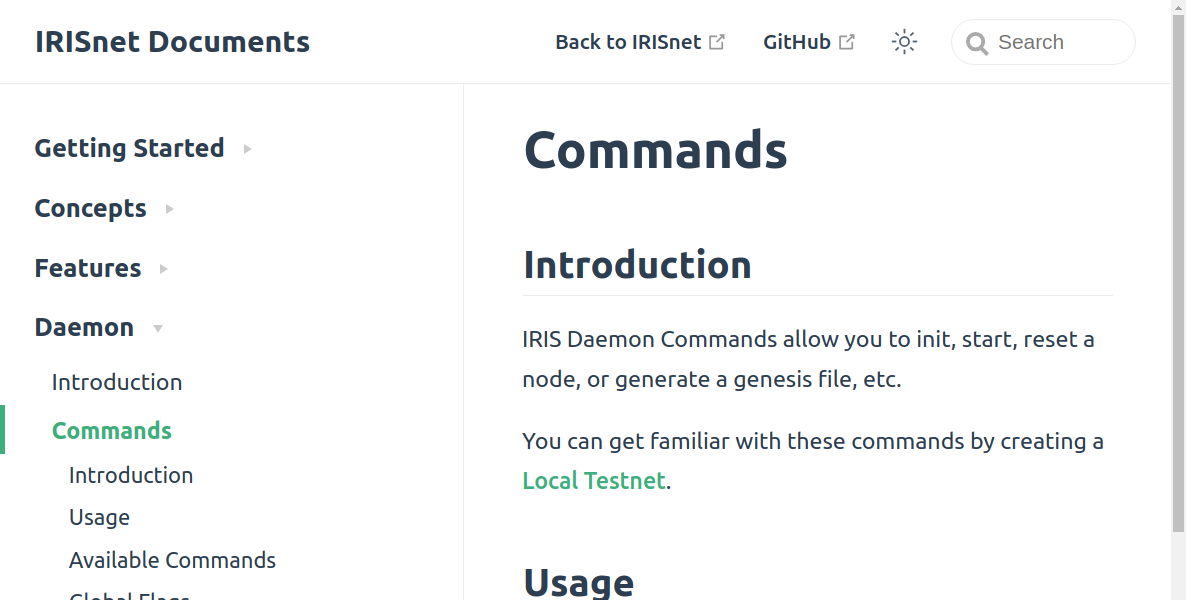 IRISnet Documents
Back to IRISnet
GitHub
Search
Getting Started
Concepts
Features
Daemon
Introduction
Commands
Introduction
Usage
Available Commands
Global Flags
Commands
Introduction
IRIS Daemon Commands allow you to init, start, reset a
node, or generate a genesis file, etc.
You can get familiar with these commands by creating a
Local Testnet.
Usage